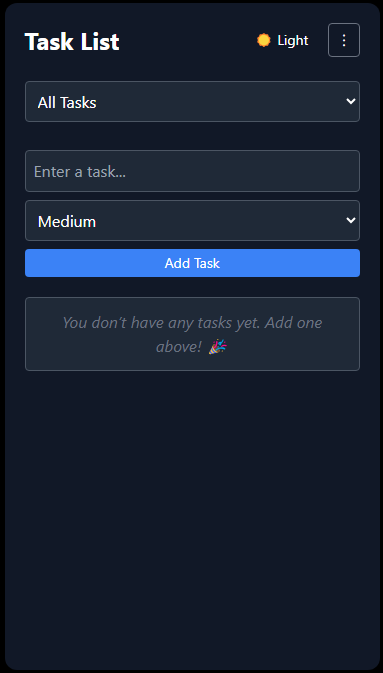 Task List
☀️ Light
⋮
All Tasks
Enter a task...
Medium
Add Task
You don't have any tasks yet. Add one
above! 🎉